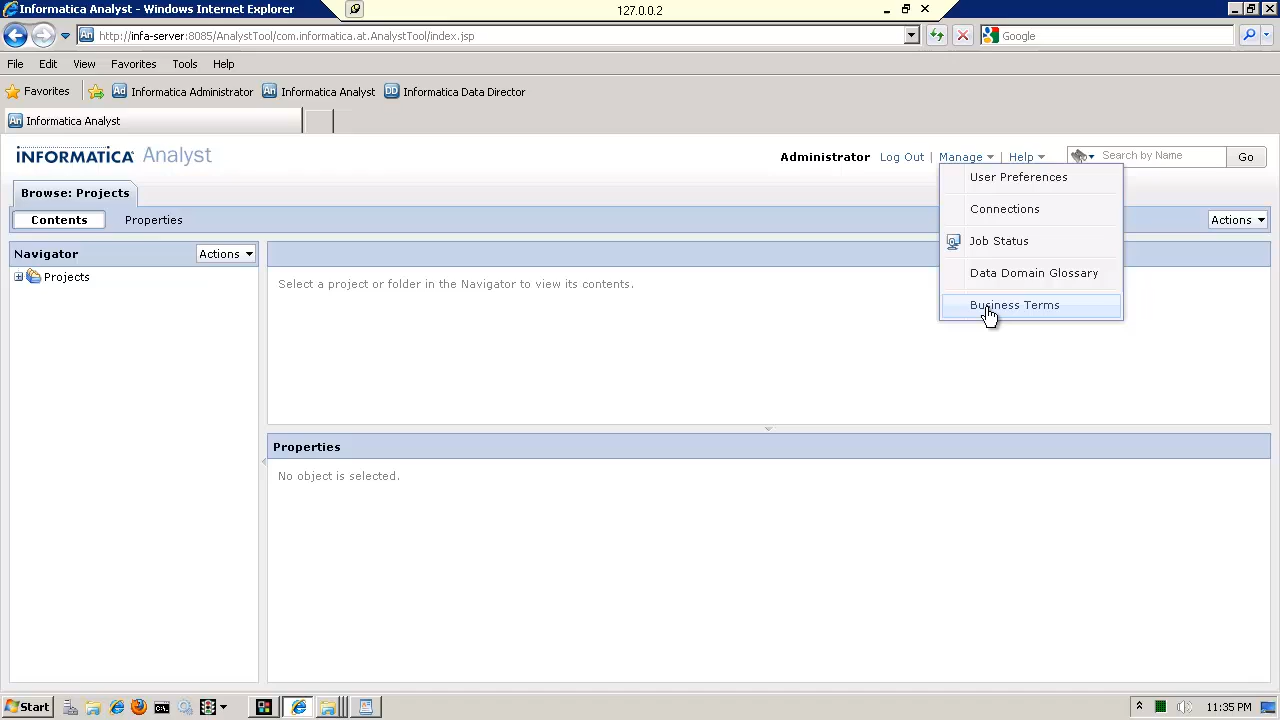 Informatica Analyst - Windows Internet Explorer
127.0.0.2
http://infa-server:8085/AnalystTool/com.informatica.at.AnalystTool/index.jsp
Google
File Edit View Favorites Tools Help
Favorites Informatica Administrator Informatica Analyst Informatica Data Director
Informatica Analyst
INFORMATICA Analyst
Administrator Log Out | Manage | Help Search by Name Go
Browse: Projects
Contents Properties Actions
Navigator Actions
Projects
Select a project or folder in the Navigator to view its contents.
User Preferences
Connections
Job Status
Data Domain Glossary
Business Terms
Properties
No object is selected.
Start 11:35 PM